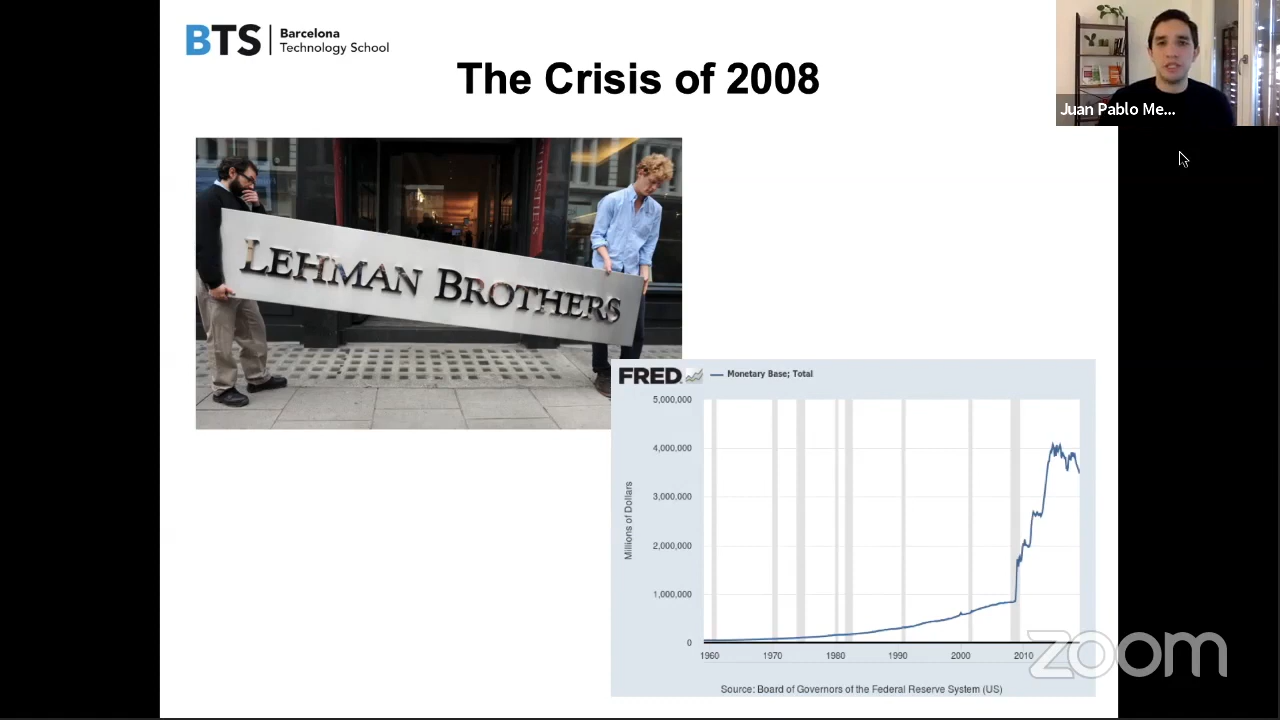 BTS
Barcelona
Technology School
The Crisis of 2008
Juan Pablo Me...
LEHMAN BROTHERS
FRED
Monetary Base; Total
5,000,000
4,000,000
3,000,000
2,000,000
1,000,000
0
Millions of Dollars
1960 1970 1980 1990 2000 2010
Source: Board of Governors of the Federal Reserve System (US)
zoom